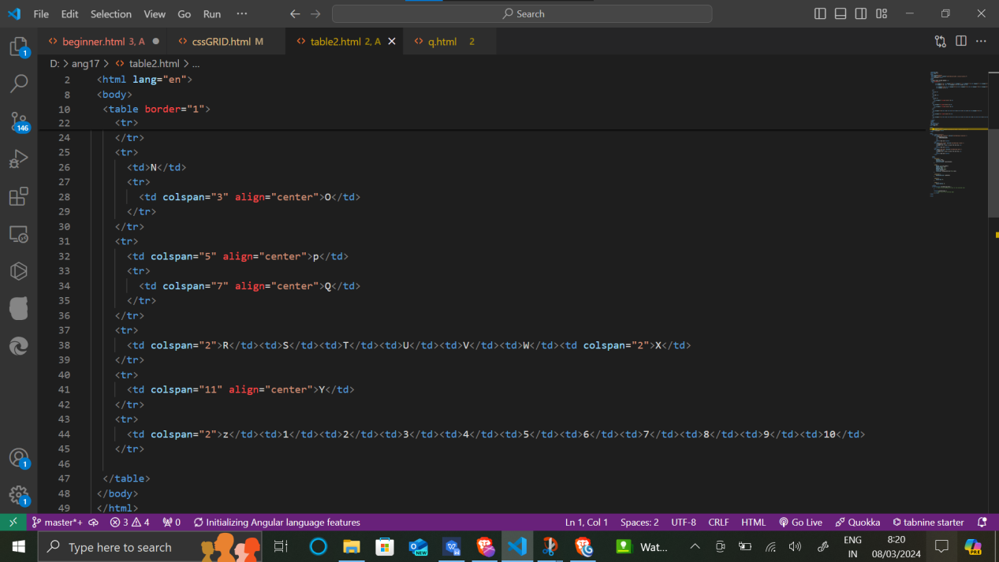 File Edit Selection View Go Run ··· Search
beginner.html 3, A cssGRID.html M table2.html 2, A q.html 2
D: > ang17 > table2.html > ...
2 <html lang="en">
8 <body>
10 <table border="1">
22 <tr>
24 </tr>
25 <tr>
26 <td>N</td>
27 <tr>
28 <td colspan="3" align="center">O</td>
29 </tr>
30 </tr>
31 <tr>
32 <td colspan="5" align="center">p</td>
33 <tr>
34 <td colspan="7" align="center">Q</td>
35 </tr>
36 </tr>
37 <tr>
38 <td colspan="2">R</td><td>S</td><td>T</td><td>U</td><td>V</td><td>W</td><td colspan="2">X</td>
39 </tr>
40 <tr>
41 <td colspan="11" align="center">Y</td>
42 </tr>
43 <tr>
44 <td colspan="2">z</td><td>1</td><td>2</td><td>3</td><td>4</td><td>5</td><td>6</td><td>7</td><td>8</td><td>9</td><td>10</td>
45 </tr>
46
47 </table>
48 </body>
49 </html>
1
146
1
1
master*+ 3 4 0 Initializing Angular language features Ln 1, Col 1 Spaces: 2 UTF-8 CRLF HTML Go Live Quokka tabnine starter
Type here to search NEW Wat... ENG IN 8:20 08/03/2024 PRE